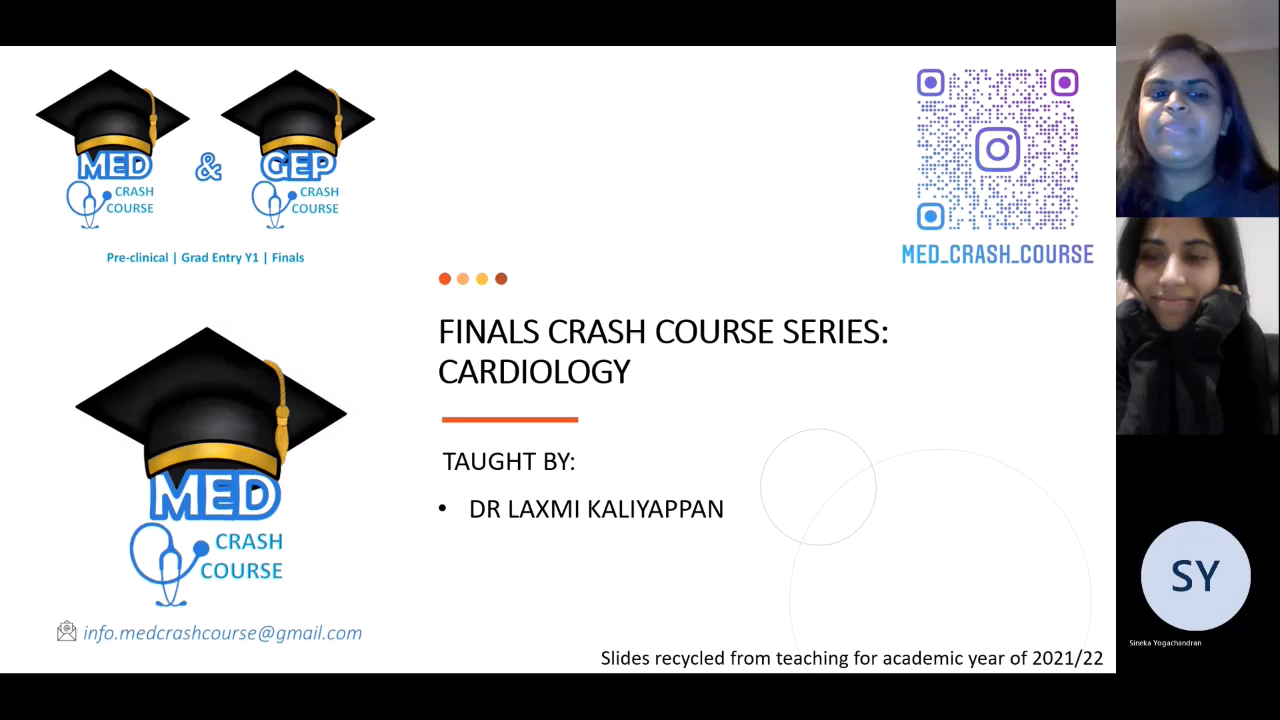 MED & GEP
CRASH CRASH
COURSE COURSE
Pre-clinical | Grad Entry Y1 | Finals
MED_CRASH_COURSE
FINALS CRASH COURSE SERIES:
CARDIOLOGY
TAUGHT BY:
• DR LAXMI KALIYAPPAN
MED
CRASH
COURSE
info.medcrashcourse@gmail.com
Slides recycled from teaching for academic year of 2021/22
SY
Sineka Yogachandran